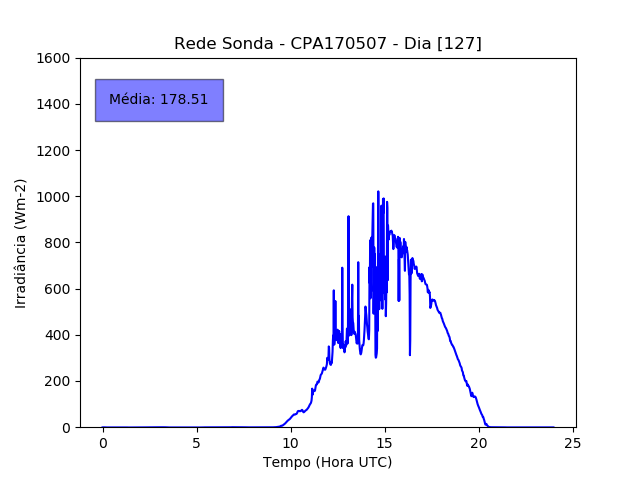 Rede Sonda - CPA170507 - Dia [127]
1600
1400
1200
1000
800
600
400
200
0
Irradiância (Wm-2)
Média: 178.51
0 5 10 15 20 25
Tempo (Hora UTC)